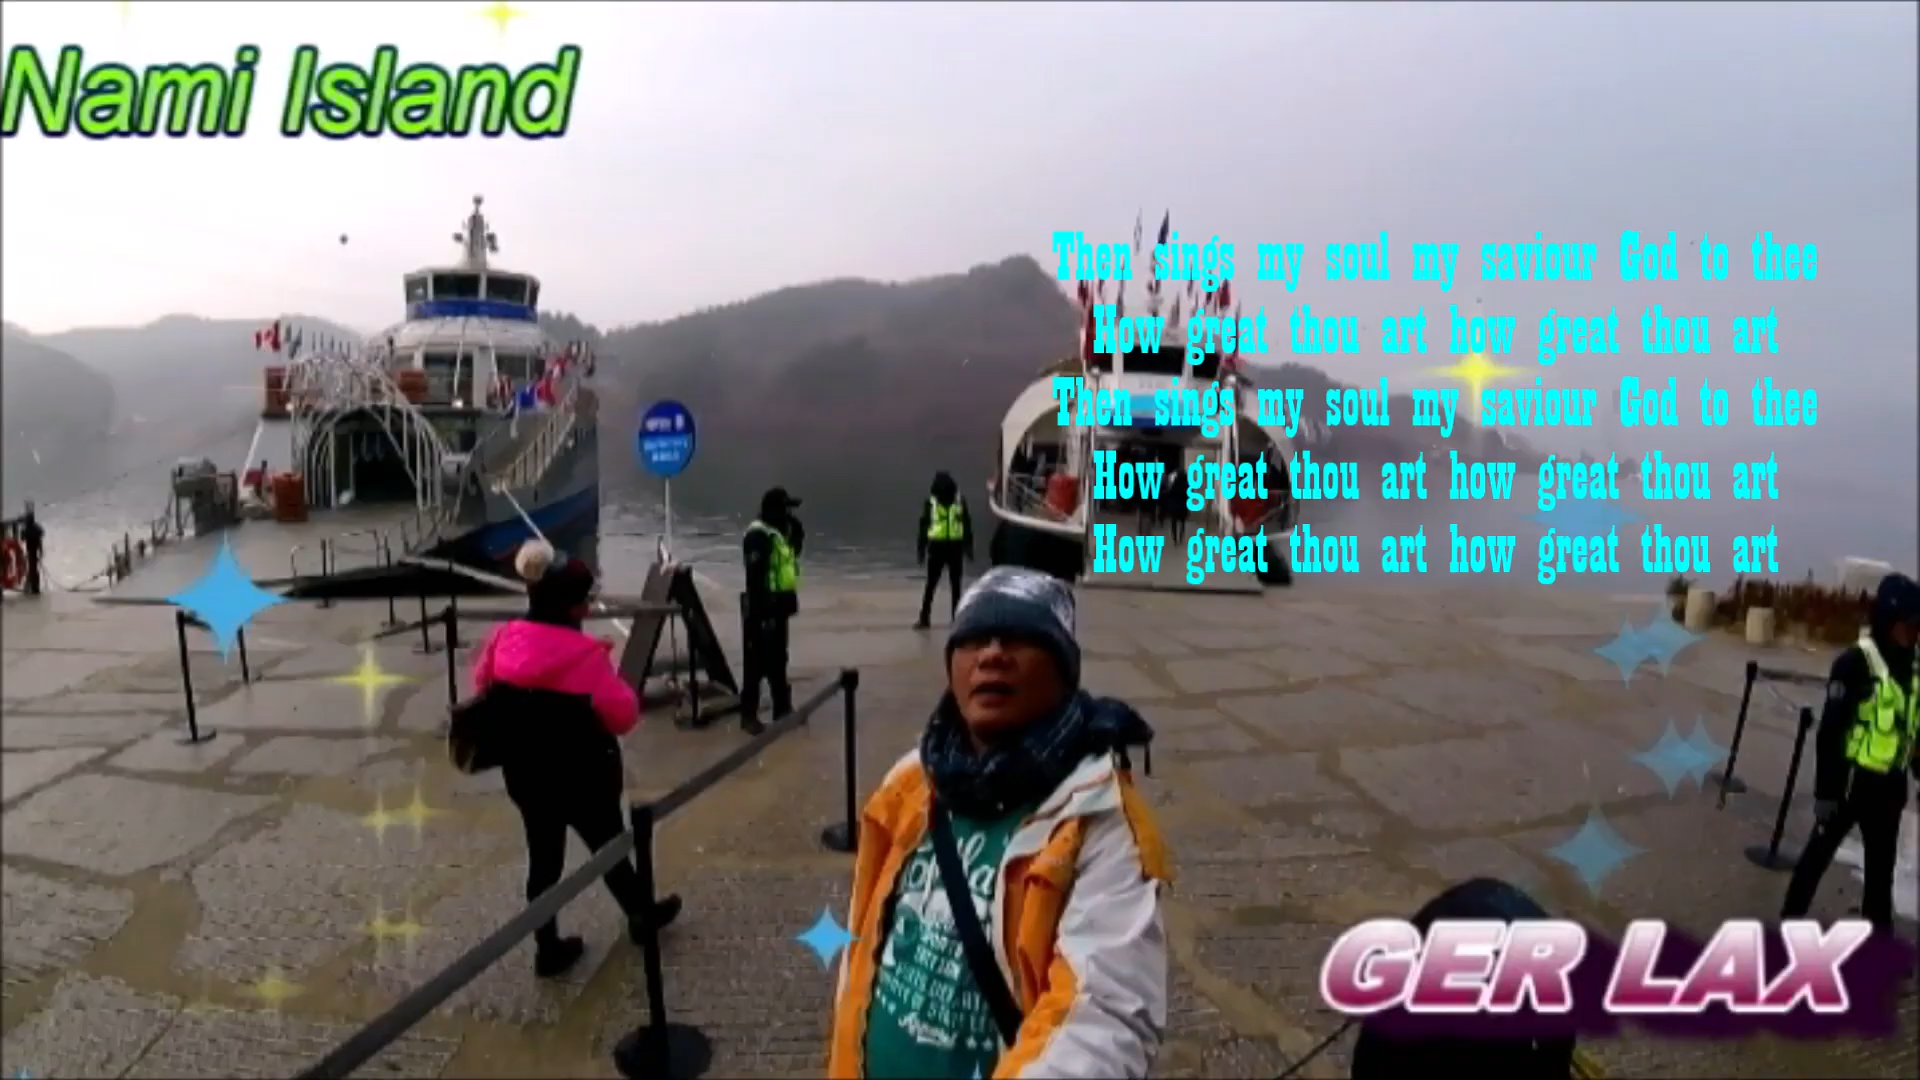 Nami Island
Then sings my soul my saviour God to thee
How great thou art how great thou art
Then sings my soul my saviour God to thee
How great thou art how great thou art
How great thou art how great thou art
GER LAX